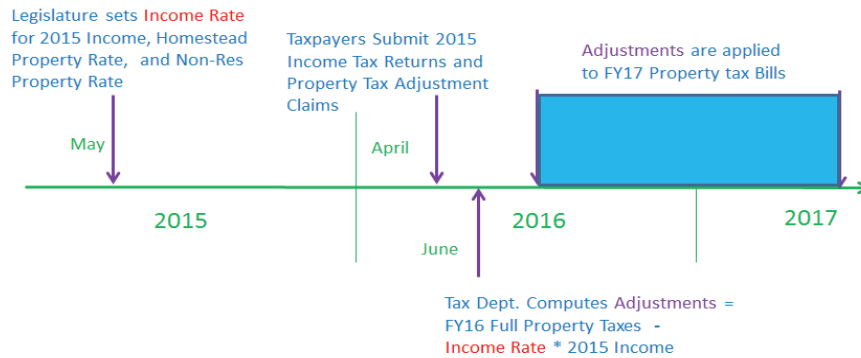 Legislature sets Income Rate
for 2015 Income, Homestead
Property Rate,  and Non-Res
Property Rate
Taxpayers Submit 2015
Income Tax Returns and
Property Tax Adjustment
Claims
Adjustments are applied
to FY17 Property tax Bills
May
April
2015
2016
2017
June
Tax Dept. Computes Adjustments =
FY16 Full Property Taxes  -
Income Rate * 2015 Income